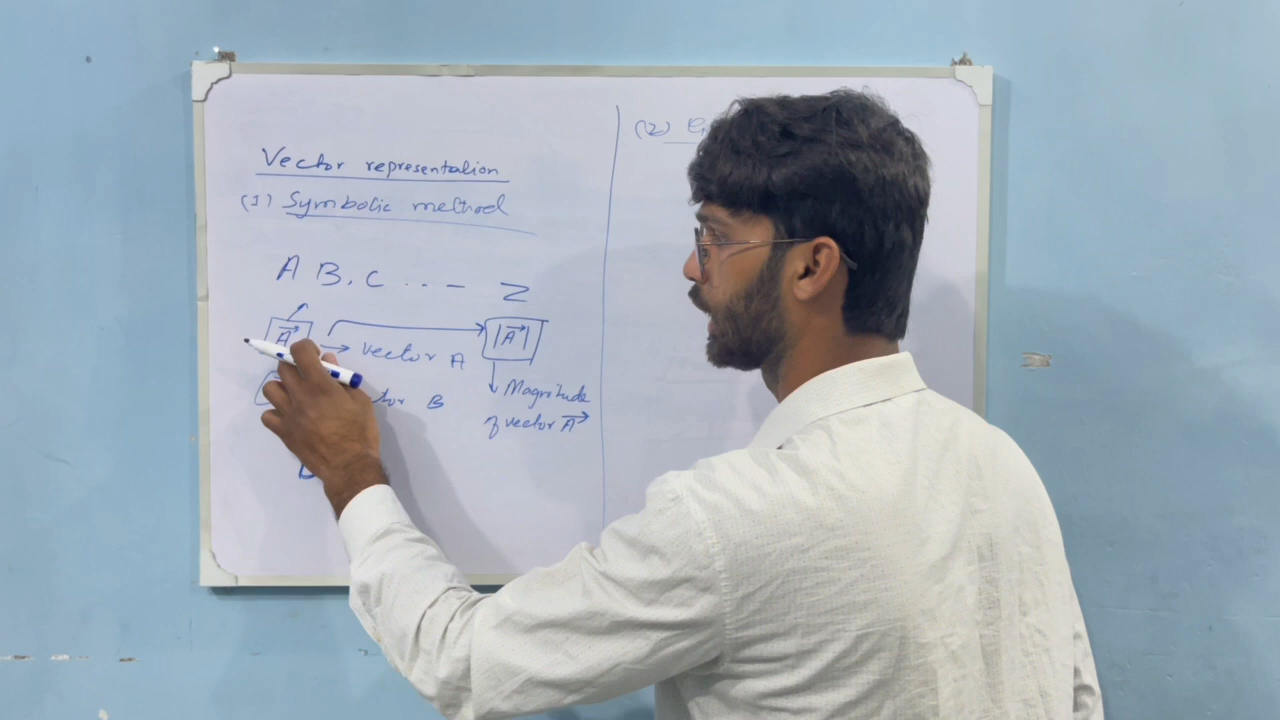 Vector representation
(1) Symbolic method
A B, C ... - Z
A⃗ → vector A
|A⃗|
B
Magnitude
of vector A⃗
(2)